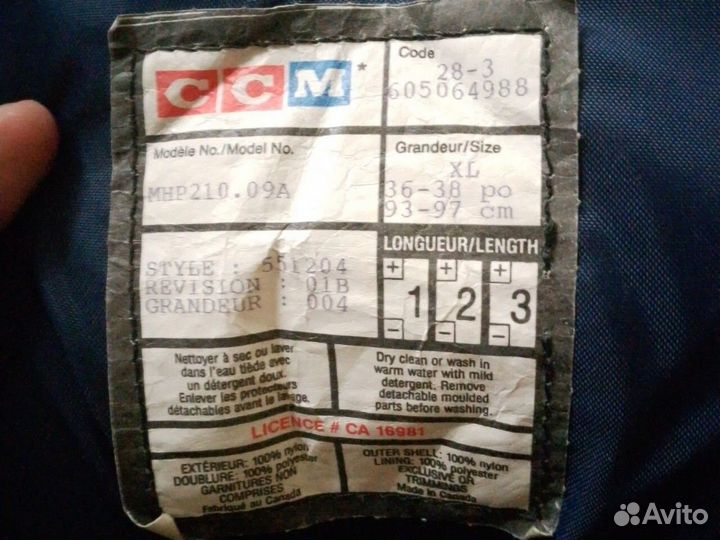 CCM*
Code
28-3
605064988
Modèle No./Model No.
MHP210.09A
Grandeur/Size
XL
36-38 po
93-97 cm
STYLE : 551204
REVISION : 01B
GRANDEUR : 004
LONGUEUR/LENGTH
+ + +
1 2 3
- - -
Nettoyer à sec ou laver
dans l'eau tiède avec
un détergent doux.
Enlever les protecteurs
détachables avant le lavage.
Dry clean or wash in
warm water with mild
detergent. Remove
detachable moulded
parts before washing.
LICENCE # CA 16981
EXTÉRIEUR: 100% nylon
DOUBLURE: 100% polyester
GARNITURES NON
COMPRISES
Fabriqué au Canada
OUTER SHELL: 100% nylon
LINING: 100% polyester
EXCLUSIVE OF
TRIMMINGS
Made in Canada
Avito